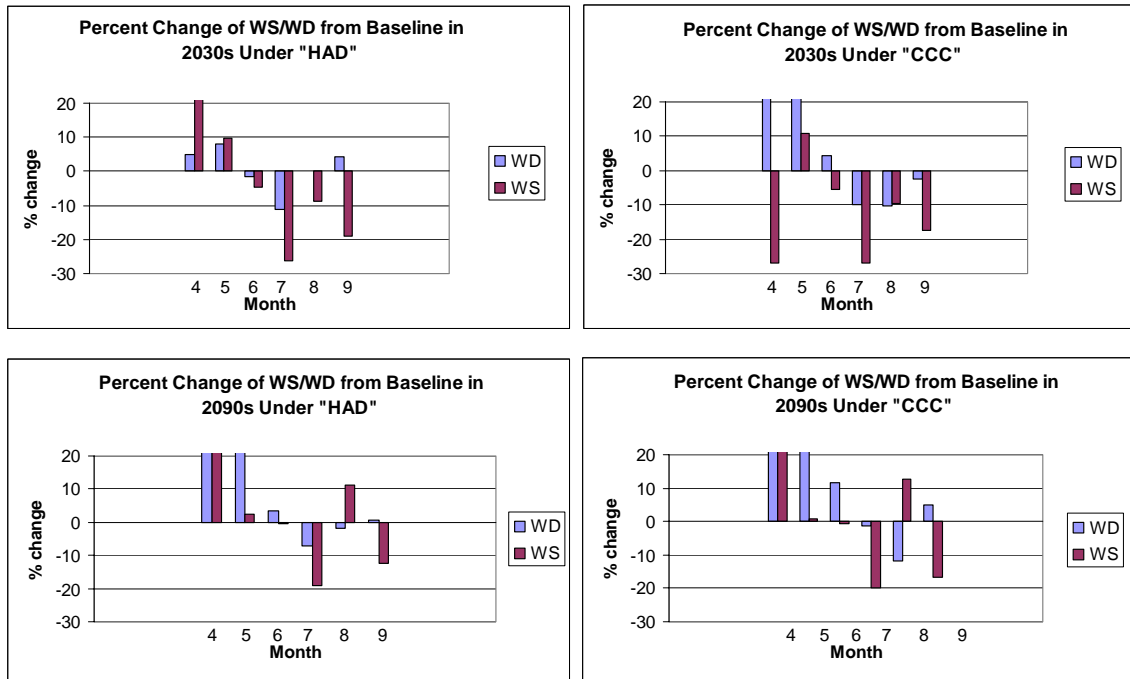 Percent Change of WS/WD from Baseline in
2030s Under "HAD"
20
10
0
-10
-20
-30
% change
4 5 6 7 8 9
Month
WD
WS
Percent Change of WS/WD from Baseline in
2030s Under "CCC"
20
10
0
-10
-20
-30
% change
4 5 6 7 8 9
Month
WD
WS
Percent Change of WS/WD from Baseline in
2090s Under "HAD"
20
10
0
-10
-20
-30
% change
4 5 6 7 8 9
Month
WD
WS
Percent Change of WS/WD from Baseline in
2090s Under "CCC"
20
10
0
-10
-20
-30
% change
4 5 6 7 8 9
Month
WD
WS